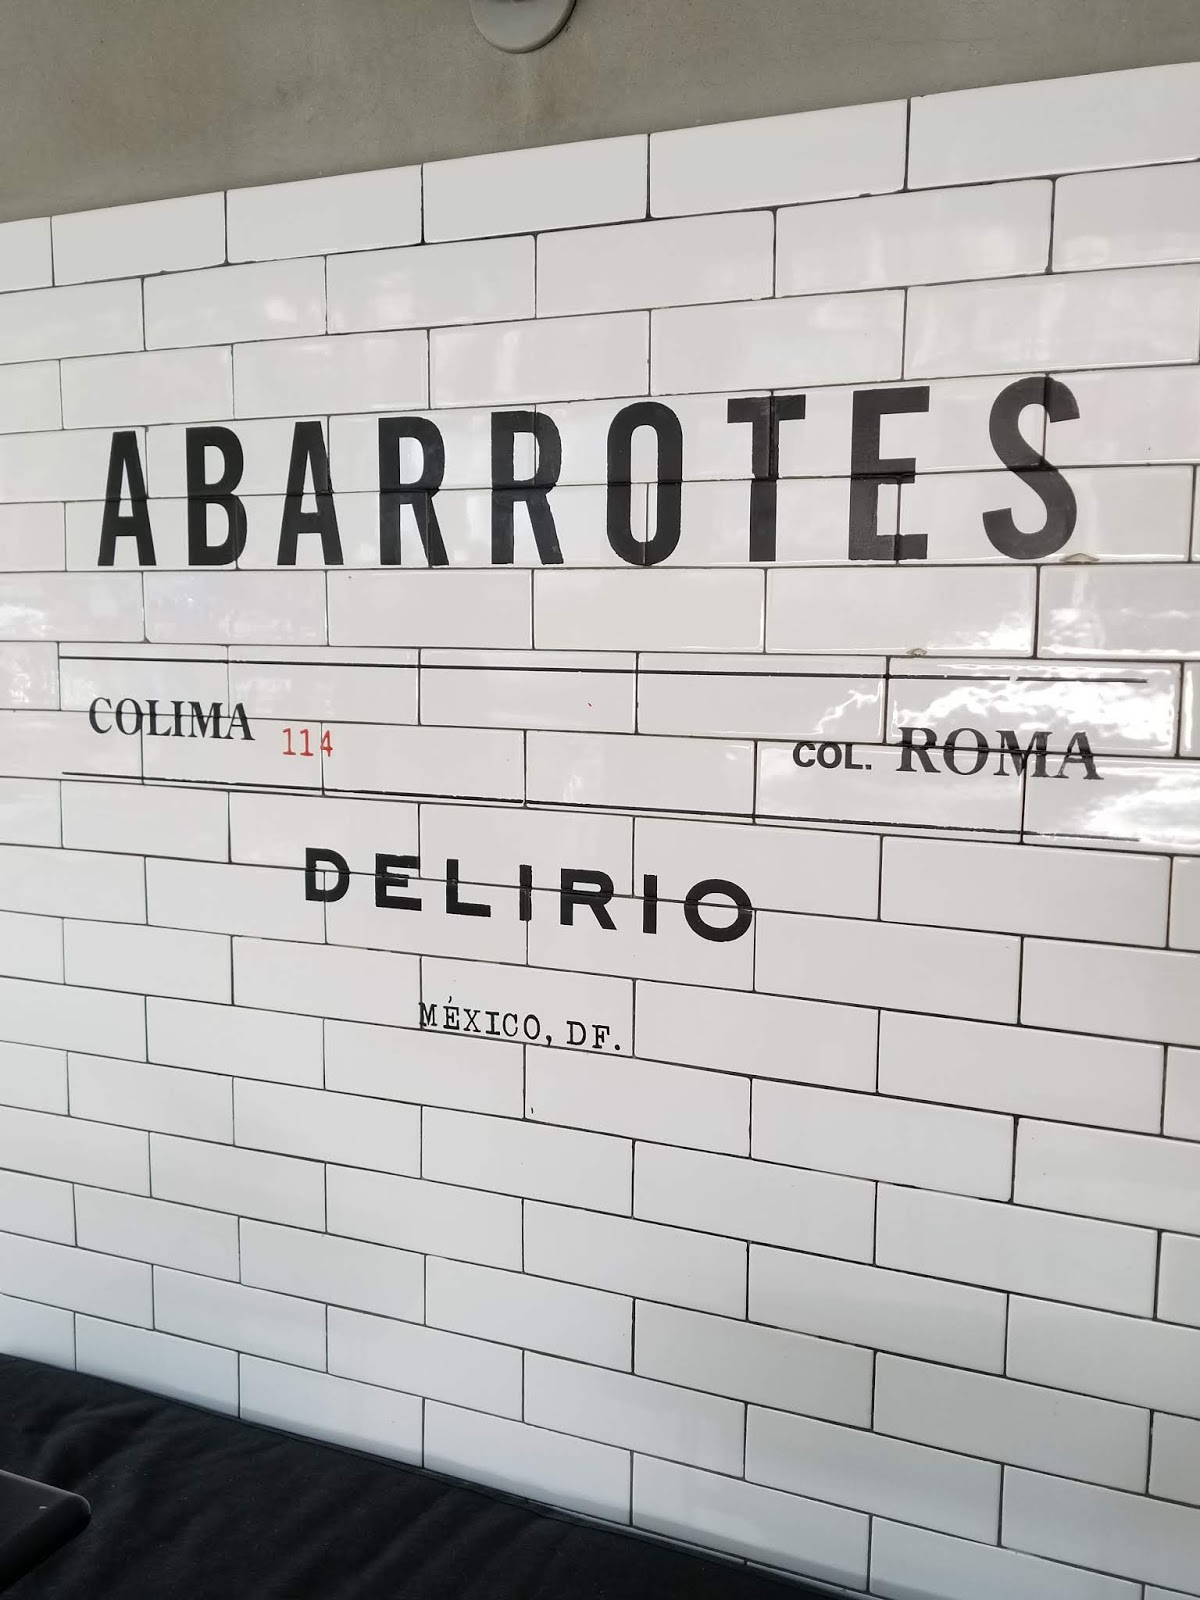 ABARROTES
COLIMA 114 COL. ROMA
DELIRIO
MÉXICO, DF.